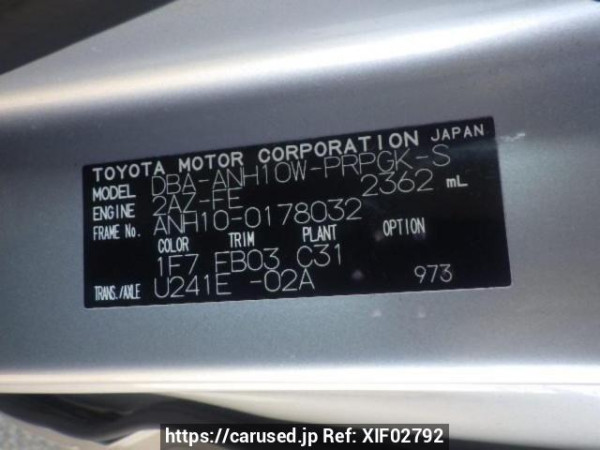 TOYOTA MOTOR CORPORATION JAPAN
MODEL DBA-ANH10W-PRPGK-S
ENGINE 2AZ-FE 2362 mL
FRAME No. ANH10-0178032
COLOR TRIM PLANT OPTION
1F7 FB03 C31
TRANS./AXLE U241E -02A 973
https://carused.jp Ref: XIF02792